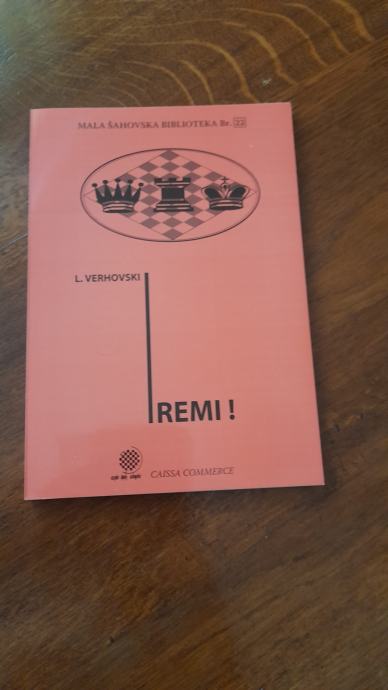 MALA ŠAHOVSKA BIBLIOTEKA Br. 22
L. VERHOVSKI
REMI !
CAISSA COMMERCE